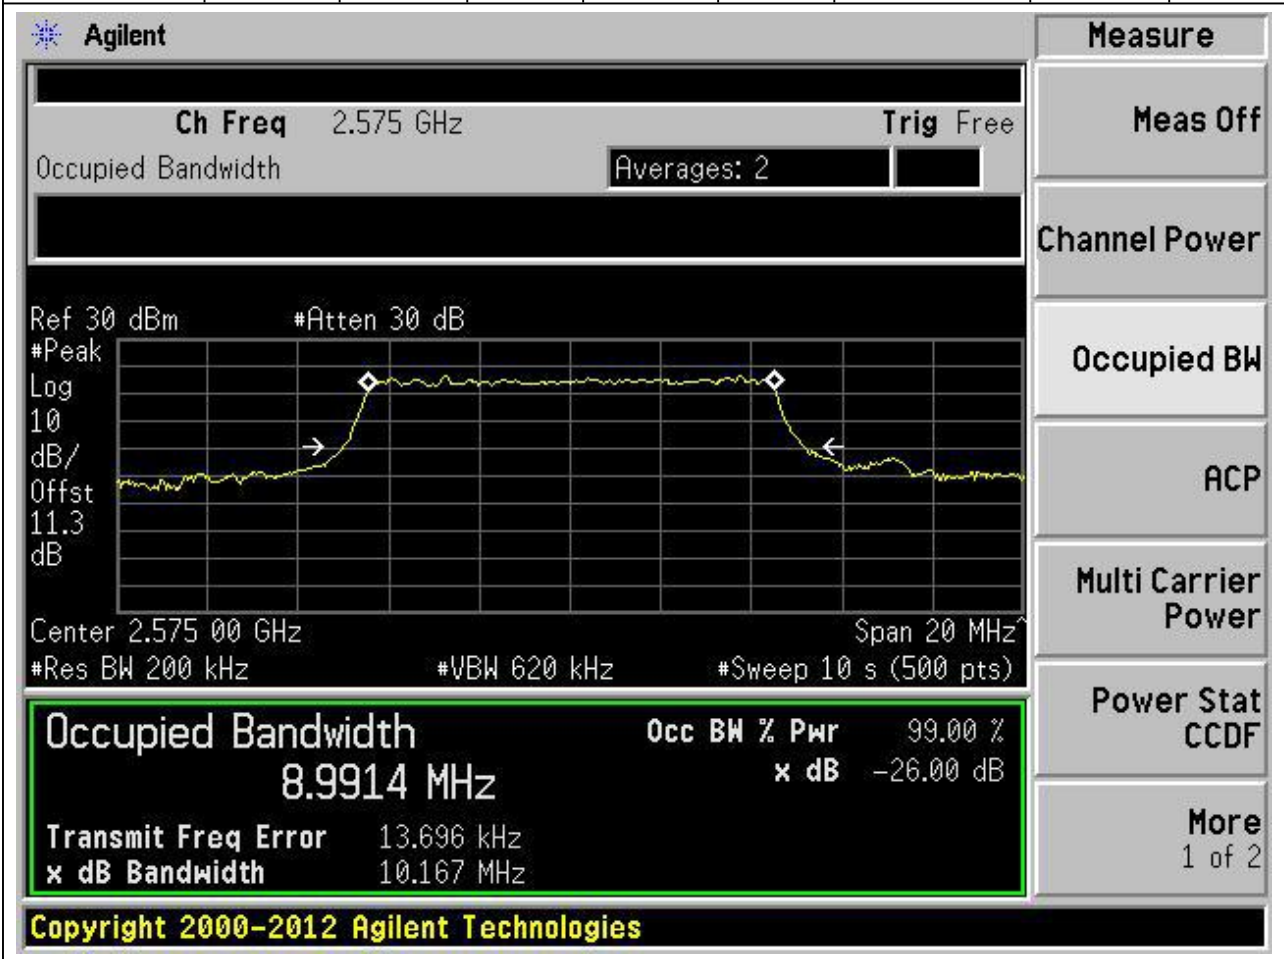 Agilent
Measure
Ch Freq 2.575 GHz Trig Free
Occupied Bandwidth Averages: 2
Meas Off
Channel Power
Occupied BW
ACP
Multi Carrier
Power
Power Stat
CCDF
More
1 of 2
Ref 30 dBm #Atten 30 dB
#Peak
Log
10
dB/
Offst
11.3
dB
Center 2.575 00 GHz Span 20 MHz^
#Res BW 200 kHz #VBW 620 kHz #Sweep 10 s (500 pts)
Occupied Bandwidth Occ BW % Pwr 99.00 %
8.9914 MHz x dB -26.00 dB
Transmit Freq Error 13.696 kHz
x dB Bandwidth 10.167 MHz
Copyright 2000-2012 Agilent Technologies